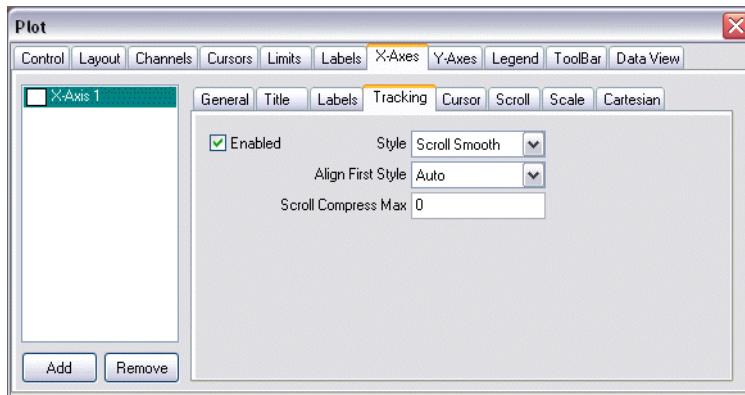 Plot
Control Layout Channels Cursors Limits Labels X-Axes Y-Axes Legend ToolBar Data View
X-Axis 1
General Title Labels Tracking Cursor Scroll Scale Cartesian
Enabled Style Scroll Smooth
Align First Style Auto
Scroll Compress Max 0
Add Remove